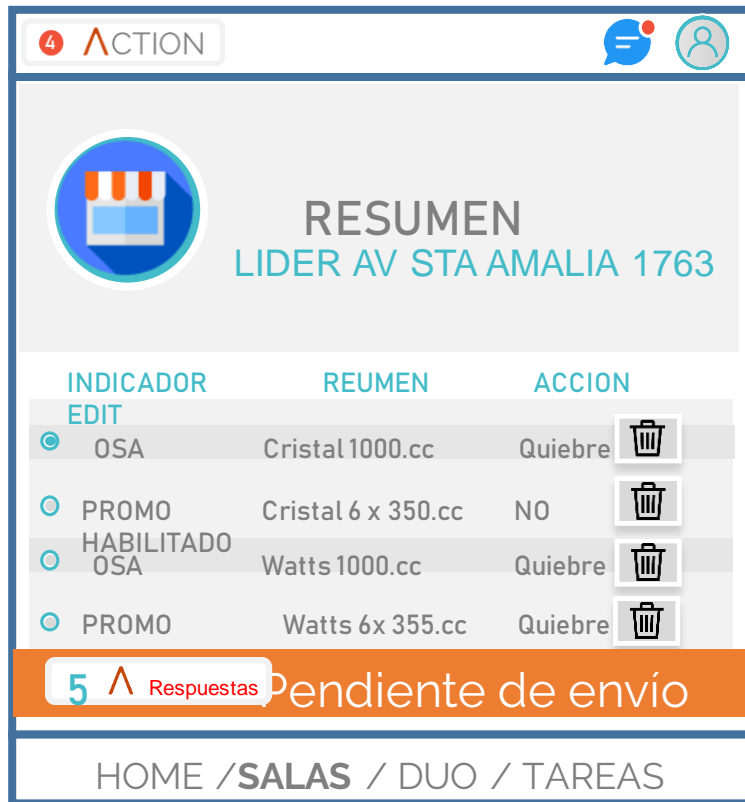 4 ΛCTION
RESUMEN
LIDER AV STA AMALIA 1763
INDICADOR REUMEN ACCION
EDIT
OSA Cristal 1000.cc Quiebre
PROMO Cristal 6 x 350.cc NO
HABILITADO
OSA Watts 1000.cc Quiebre
PROMO Watts 6x 355.cc Quiebre
5 Λ Respuestas Pendiente de envío
HOME /SALAS / DUO / TAREAS